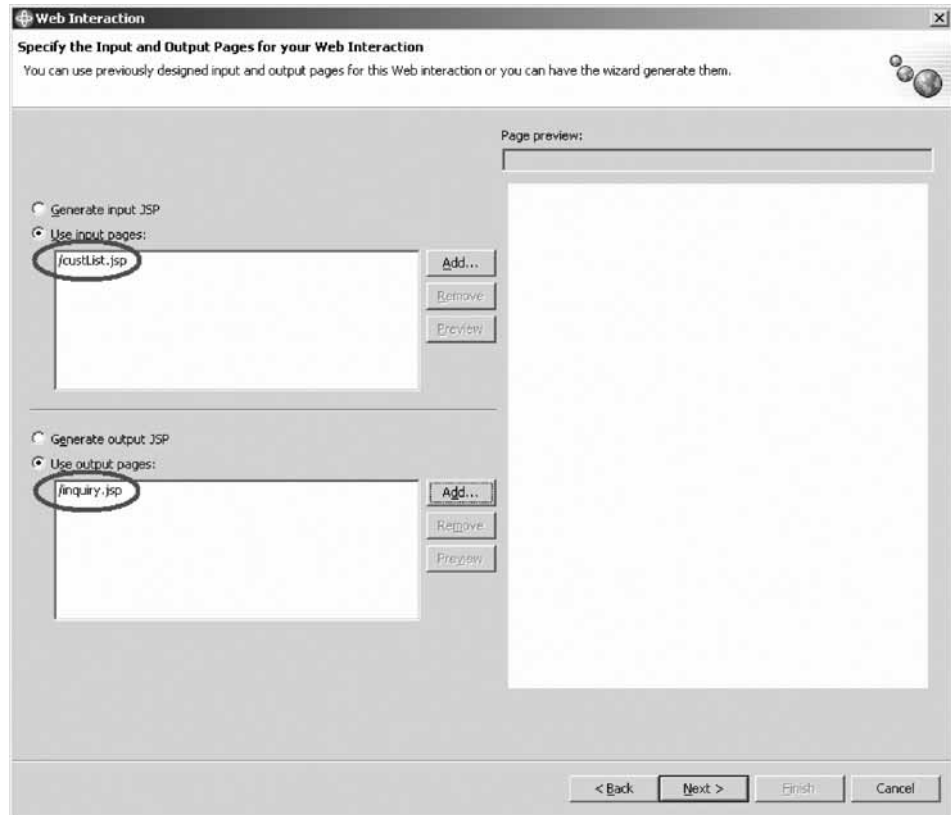 Web Interaction
Specify the Input and Output Pages for your Web Interaction
You can use previously designed input and output pages for this Web interaction or you can have the wizard generate them.
Page preview:
Generate input JSP
Use input pages:
/custList.jsp
Add...
Remove
Preview
Generate output JSP
Use output pages:
/inquiry.jsp
Add...
Remove
Preview
< Back
Next >
Finish
Cancel